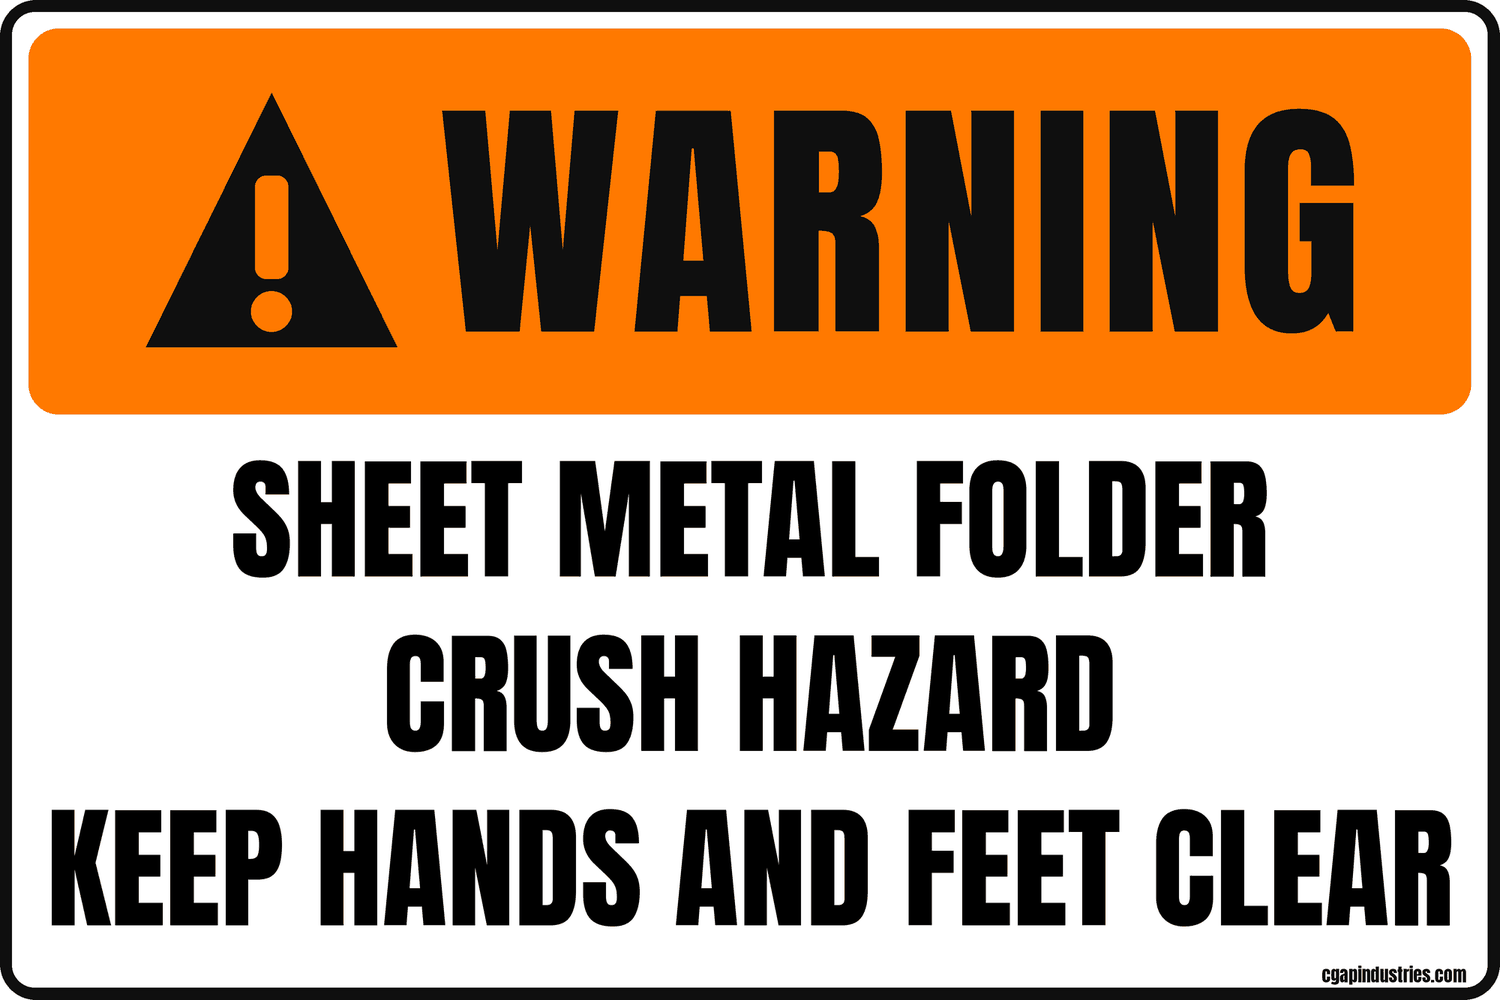 WARNING
SHEET METAL FOLDER
CRUSH HAZARD
KEEP HANDS AND FEET CLEAR
cgapindustries.com